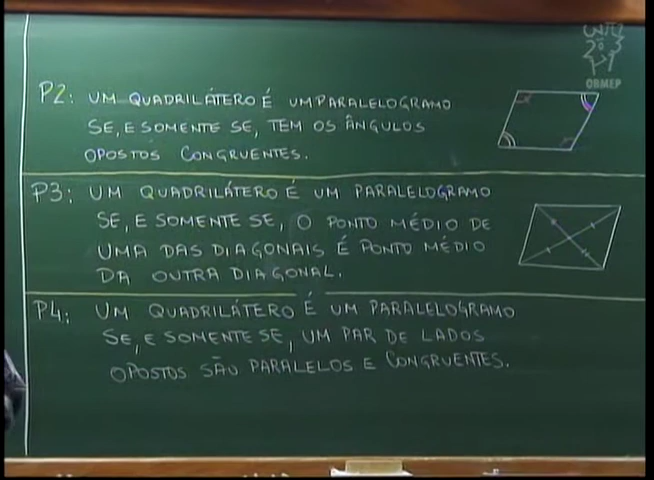 P2: UM QUADRILÁTERO É UM PARALELOGRAMO
SE, E SOMENTE SE, TEM OS ÂNGULOS
OPOSTOS CONGRUENTES.
P3: UM QUADRILÁTERO É UM PARALELOGRAMO
SE, E SOMENTE SE, O PONTO MÉDIO DE
UMA DAS DIAGONAIS É PONTO MÉDIO
DA OUTRA DIAGONAL.
P4: UM QUADRILÁTERO É UM PARALELOGRAMO
SE, E SOMENTE SE, UM PAR DE LADOS
OPOSTOS SÃO PARALELOS E CONGRUENTES.
OBMEP